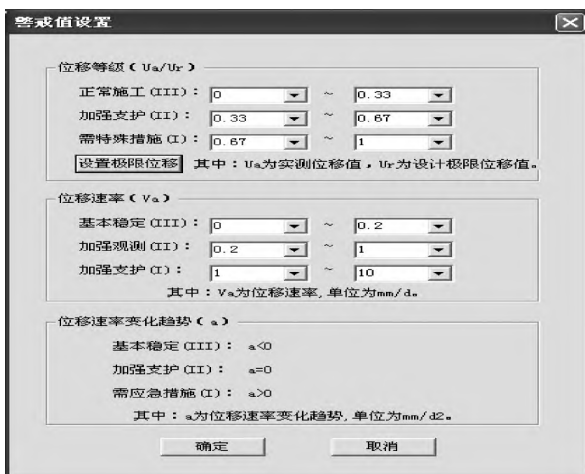 警戒值设置
位移等级(Ua/Ur)
正常施工(III): 0 ~ 0.33
加强支护(II): 0.33 ~ 0.67
需特殊措施(I): 0.67 ~ 1
设置极限位移 其中:Ua为实测位移值,Ur为设计极限位移值。
位移速率(Va)
基本稳定(III): 0 ~ 0.2
加强观测(II): 0.2 ~ 1
加强支护(I): 1 ~ 10
其中:Va为位移速率,单位为mm/d。
位移速率变化趋势(a)
基本稳定(III): a<0
加强支护(II): a=0
需应急措施(I): a>0
其中:a为位移速率变化趋势,单位为mm/d2。
确定 取消